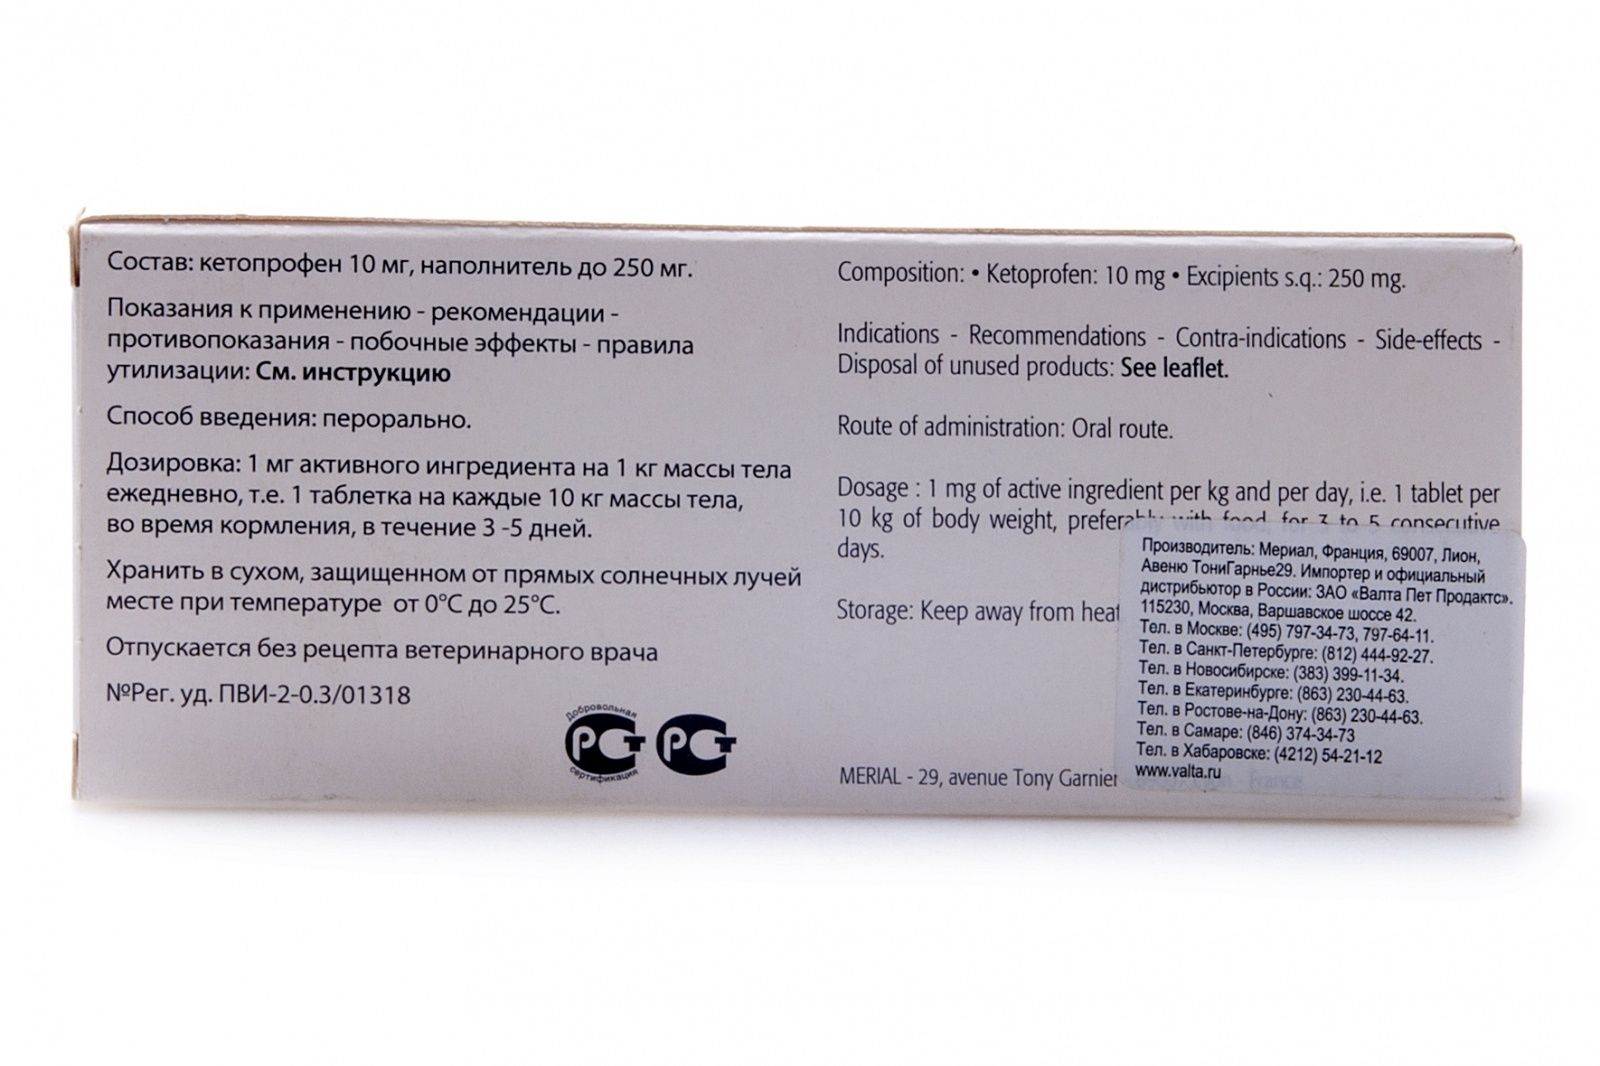 Состав: кетопрофен 10 мг, наполнитель до 250 мг.
Показания к применению - рекомендации -
противопоказания - побочные эффекты - правила
утилизации: См. инструкцию
Способ введения: перорально.
Дозировка: 1 мг активного ингредиента на 1 кг массы тела
ежедневно, т.е. 1 таблетка на каждые 10 кг массы тела,
во время кормления, в течение 3 -5 дней.
Хранить в сухом, защищенном от прямых солнечных лучей
месте при температуре от 0°С до 25°С.
Отпускается без рецепта ветеринарного врача
№Рег. уд. ПВИ-2-0.3/01318
Добровольная
РСТ
сертификация
РСТ
Composition: • Ketoprofen: 10 mg • Excipients s.q.: 250 mg.
Indications - Recommendations - Contra-indications - Side-effects -
Disposal of unused products: See leaflet.
Route of administration: Oral route.
Dosage : 1 mg of active ingredient per kg and per day, i.e. 1 tablet per
10 kg of body weight, preferably with food, for 3 to 5 consecutive
days.
Storage: Keep away from heat
MERIAL - 29, avenue Tony Garnier France
Производитель: Мериал, Франция, 69007, Лион,
Авеню ТониГарнье29. Импортер и официальный
дистрибьютор в России: ЗАО «Валта Пет Продактс».
115230, Москва, Варшавское шоссе 42.
Тел. в Москве: (495) 797-34-73, 797-64-11.
Тел. в Санкт-Петербурге: (812) 444-92-27.
Тел. в Новосибирске: (383) 399-11-34.
Тел. в Екатеринбурге: (863) 230-44-63.
Тел. в Ростове-на-Дону: (863) 230-44-63.
Тел. в Самаре: (846) 374-34-73
Тел. в Хабаровске: (4212) 54-21-12
www.valta.ru